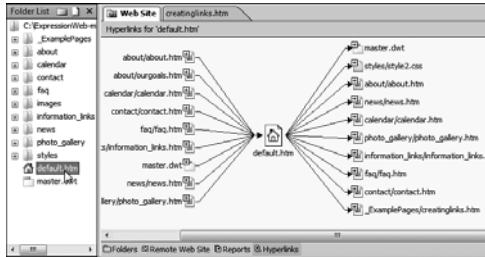 Folder List
C:\ExpressionWeb-m
_ExamplePages
about
calendar
contact
faq
images
information_links
news
photo_gallery
styles
default.htm
master.dwt
Web Site
creatinglinks.htm
Hyperlinks for 'default.htm'
about/about.htm
about/ourgoals.htm
calendar/calendar.htm
contact/contact.htm
faq/faq.htm
s/information_links.htm
master.dwt
news/news.htm
llery/photo_gallery.htm
default.htm
master.dwt
styles/style2.css
about/about.htm
news/news.htm
calendar/calendar.htm
photo_gallery/photo_gallery.htm
information_links/information_links.
faq/faq.htm
contact/contact.htm
_ExamplePages/creatinglinks.htm
Folders Remote Web Site Reports Hyperlinks